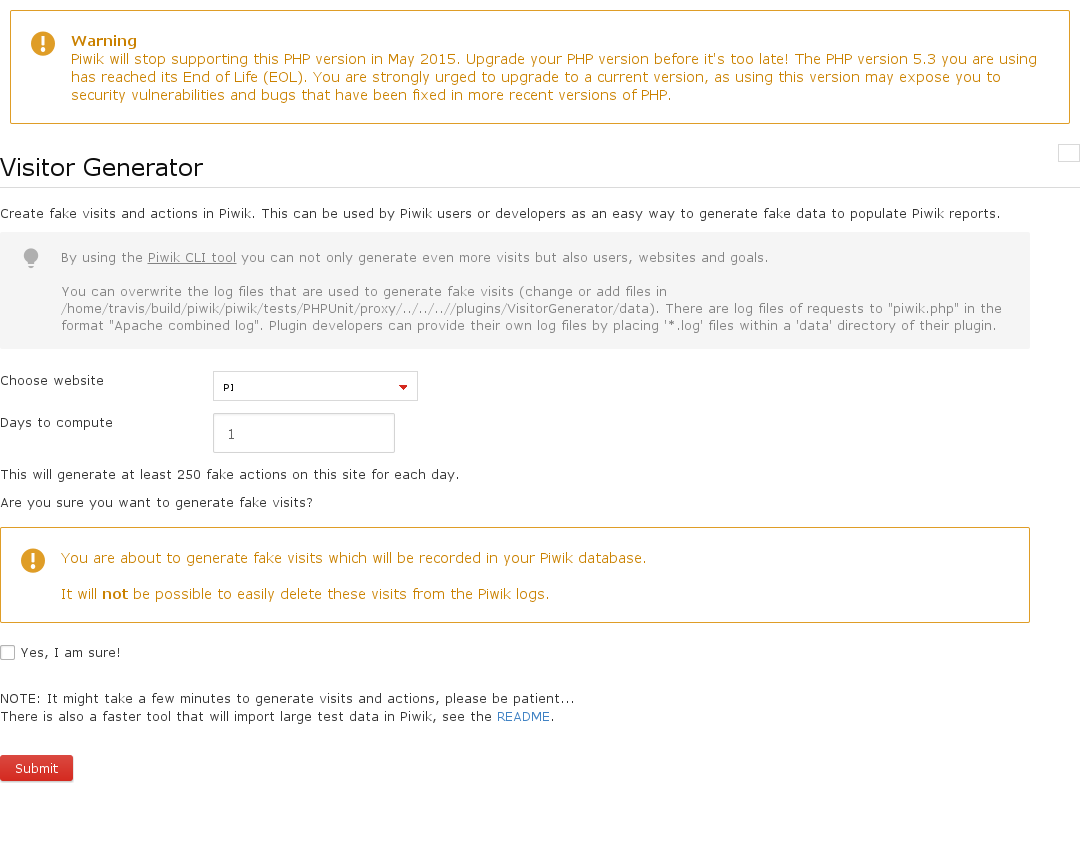 Warning
Piwik will stop supporting this PHP version in May 2015. Upgrade your PHP version before it's too late! The PHP version 5.3 you are using
has reached its End of Life (EOL). You are strongly urged to upgrade to a current version, as using this version may expose you to
security vulnerabilities and bugs that have been fixed in more recent versions of PHP.
Visitor Generator
Create fake visits and actions in Piwik. This can be used by Piwik users or developers as an easy way to generate fake data to populate Piwik reports.
By using the Piwik CLI tool you can not only generate even more visits but also users, websites and goals.
You can overwrite the log files that are used to generate fake visits (change or add files in
/home/travis/build/piwik/piwik/tests/PHPUnit/proxy/../../..//plugins/VisitorGenerator/data). There are log files of requests to "piwik.php" in the
format "Apache combined log". Plugin developers can provide their own log files by placing '*.log' files within a 'data' directory of their plugin.
Choose website
PI
Days to compute
1
This will generate at least 250 fake actions on this site for each day.
Are you sure you want to generate fake visits?
You are about to generate fake visits which will be recorded in your Piwik database.
It will not be possible to easily delete these visits from the Piwik logs.
Yes, I am sure!
NOTE: It might take a few minutes to generate visits and actions, please be patient...
There is also a faster tool that will import large test data in Piwik, see the README.
Submit